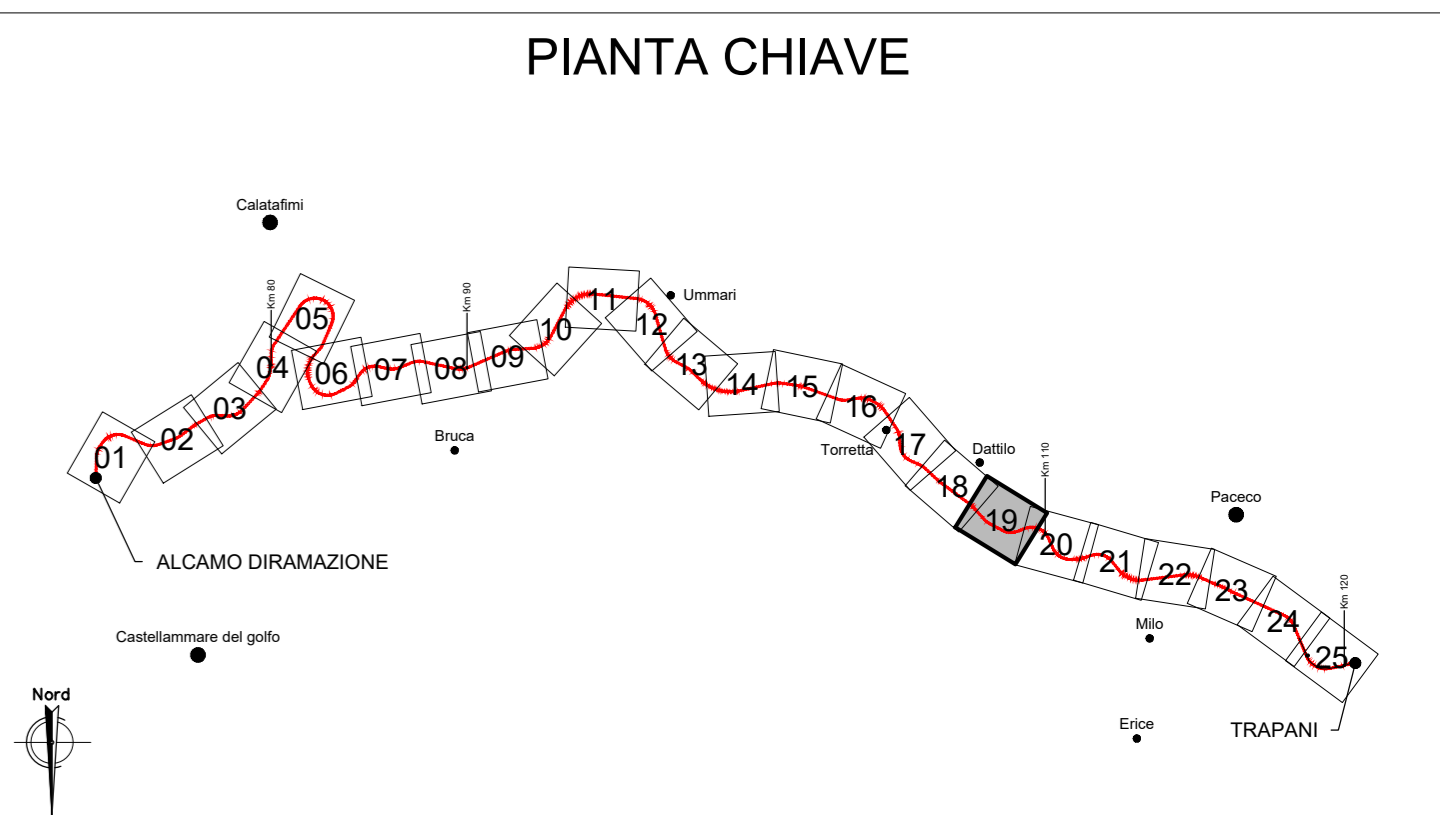 PIANTA CHIAVE
Calatafimi
Km 80
Km 90
Ummari
01
02
03
04
05
06
07
08
09
10
11
12
13
14
15
16
17
18
19
20
21
22
23
24
25
Bruca
Torretta
Dattilo
Km 110
Paceco
Km 120
ALCAMO DIRAMAZIONE
Castellammare del golfo
Milo
Nord
Erice
TRAPANI